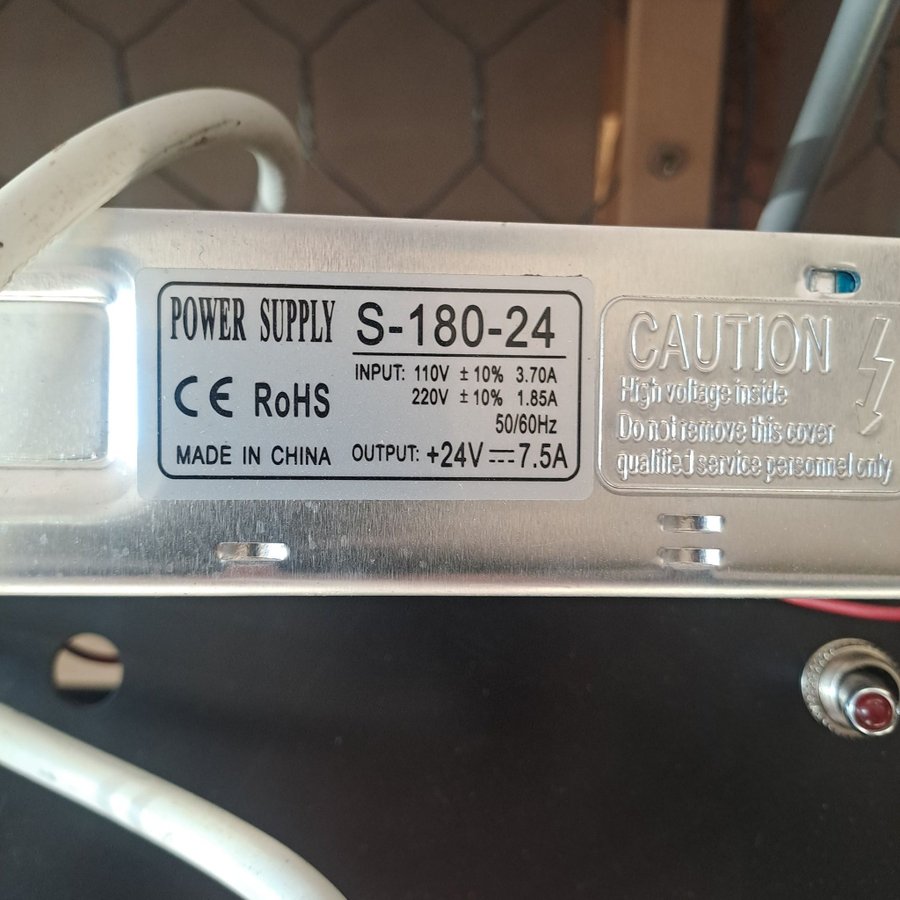 POWER SUPPLY S-180-24
INPUT: 110V ±10% 3.70A
220V ±10% 1.85A
50/60Hz
CE RoHS
MADE IN CHINA
OUTPUT: +24V ⎓ 7.5A
CAUTION
High voltage inside
Do not remove this cover
qualified service personnel only